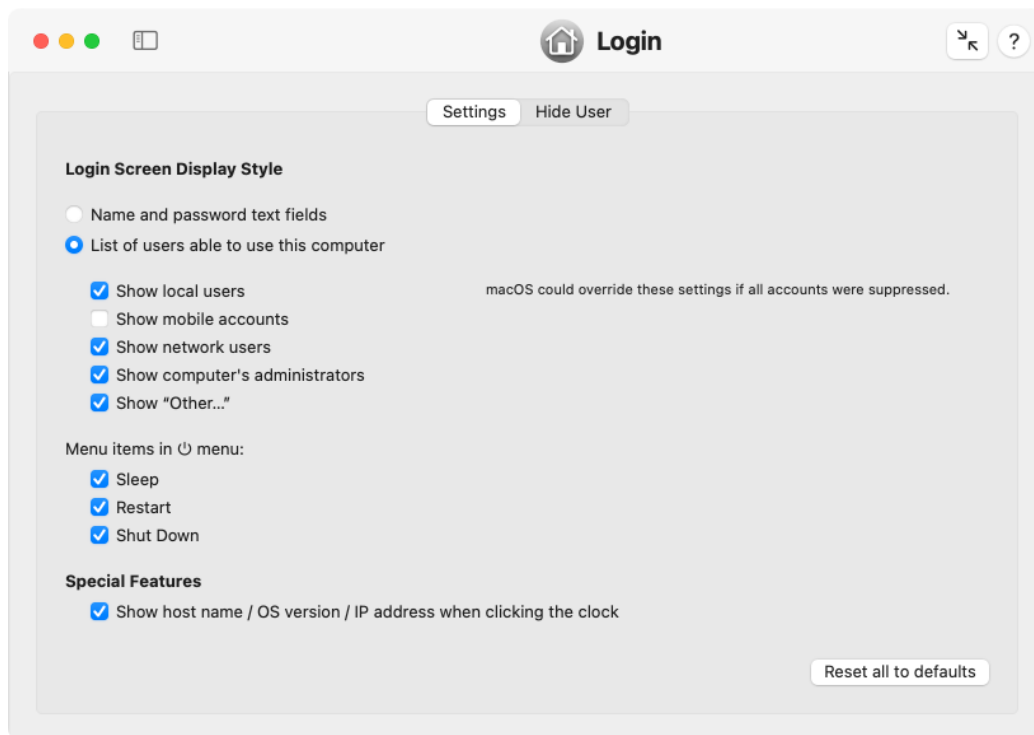 Login
?
Settings Hide User
Login Screen Display Style
Name and password text fields
List of users able to use this computer
Show local users
macOS could override these settings if all accounts were suppressed.
Show mobile accounts
Show network users
Show computer's administrators
Show “Other...”
Menu items in ⏻ menu:
Sleep
Restart
Shut Down
Special Features
Show host name / OS version / IP address when clicking the clock
Reset all to defaults